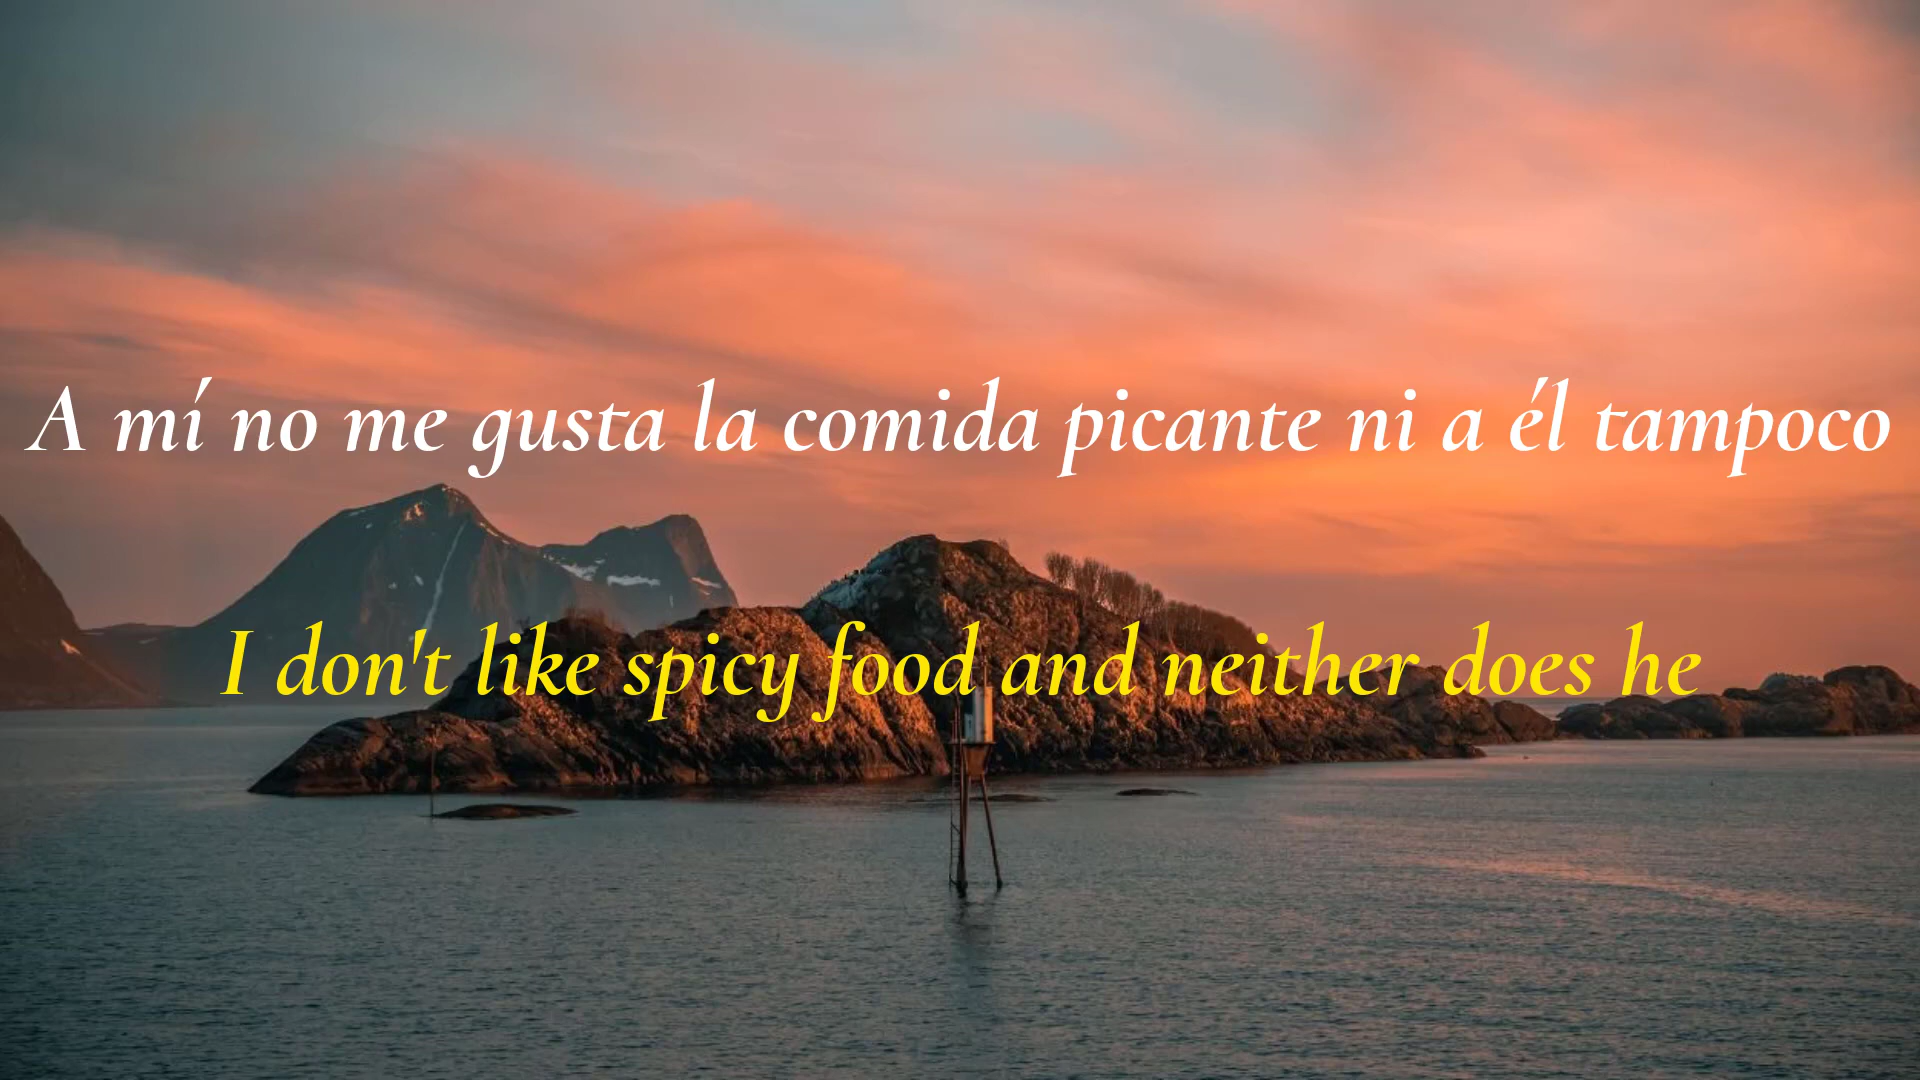 A mí no me gusta la comida picante ni a él tampoco
I don't like spicy food and neither does he